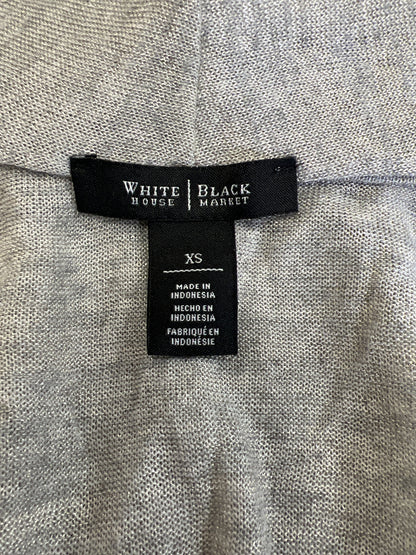 WHITE | BLACK
HOUSE | MARKET
XS
MADE IN
INDONESIA
HECHO EN
INDONESIA
FABRIQUÉ EN
INDONÉSIE